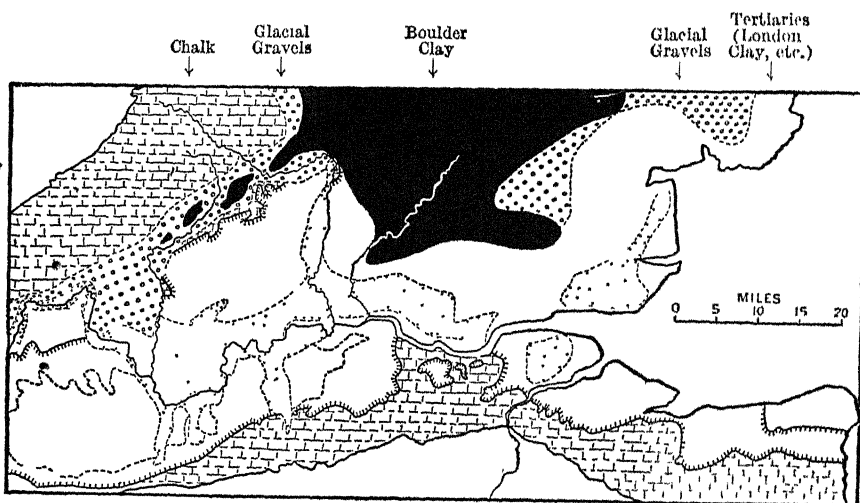 Chalk
Glacial
Gravels
Boulder
Clay
Glacial
Gravels
Tertiaries
(London
Clay, etc.)
MILES
0 5 10 15 20